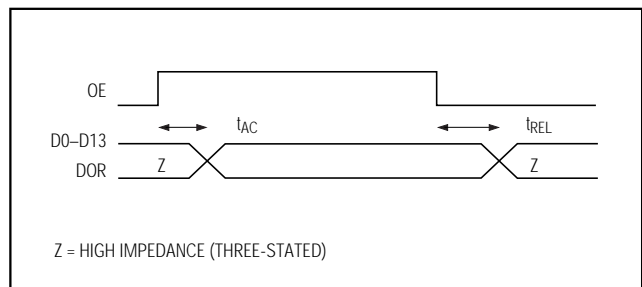 OE
tAC
tREL
D0–D13
Z
Z
DOR
Z = HIGH IMPEDANCE (THREE-STATED)